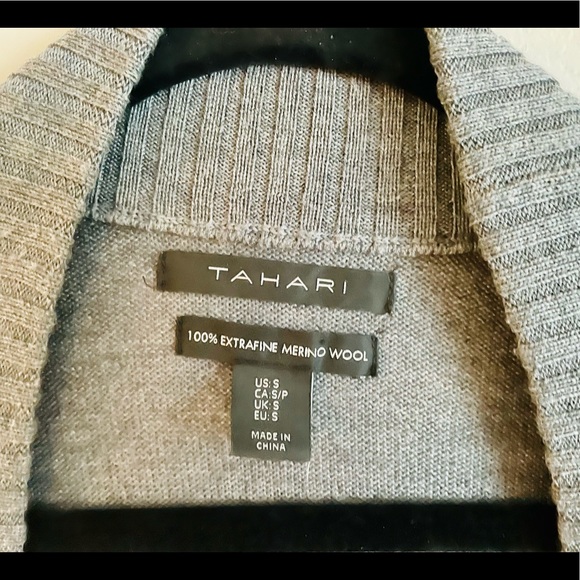 TAHARI
100% EXTRAFINE MERINO WOOL
US: S
CA: S/P
UK: S
EU: S
MADE IN
CHINA